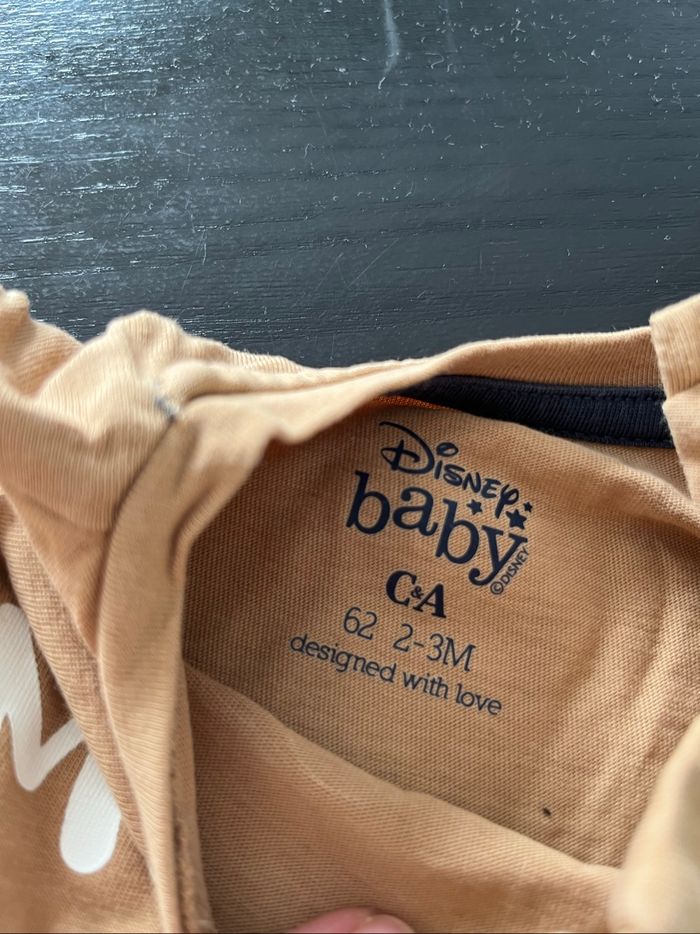 Disney
baby
©DISNEY
C&A
62 2-3M
designed with love